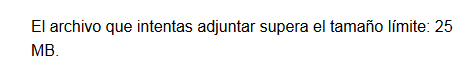 El archivo que intentas adjuntar supera el tamaño límite: 25
MB.